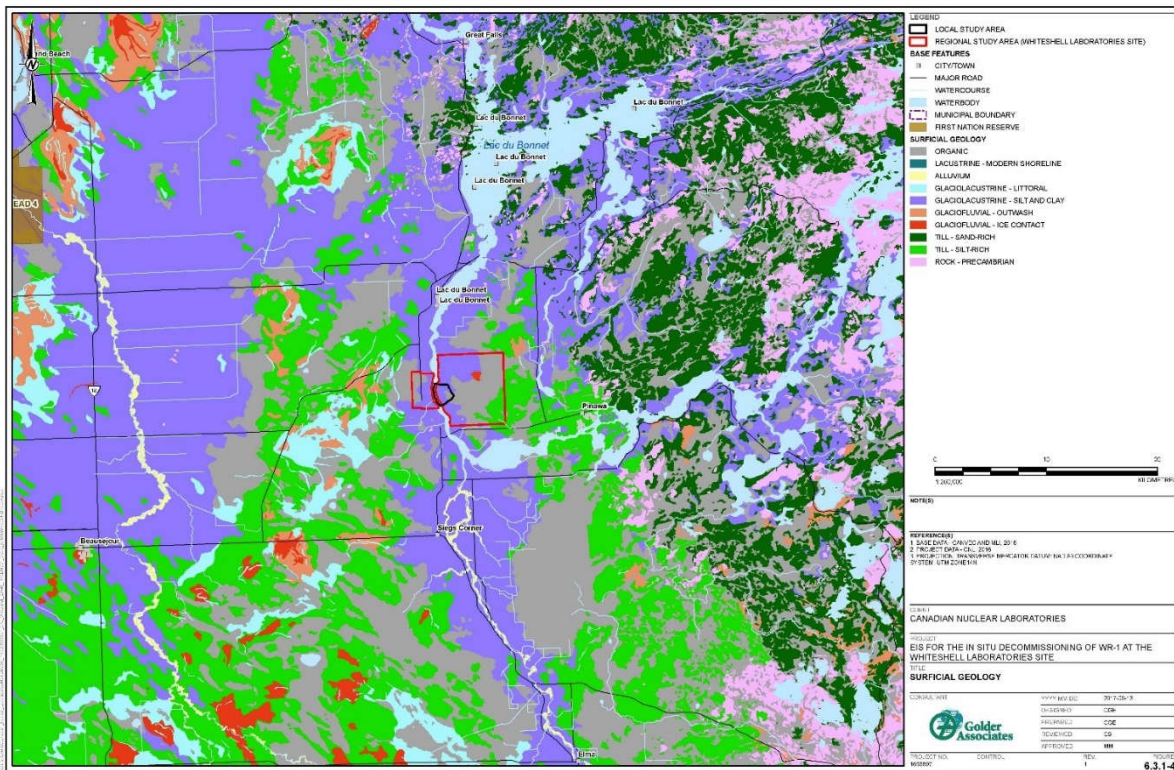 Great Falls
N
Lac du Bonnet
Lac du Bonnet
Lac du Bonnet
Lac du Bonnet
Lac du Bonnet
Lac du Bonnet
Lac du Bonnet
Pinawa
Siegs Corner
Beausejour
Elma
LEGEND
LOCAL STUDY AREA
REGIONAL STUDY AREA (WHITESHELL LABORATORIES SITE)
BASE FEATURES
CITY/TOWN
MAJOR ROAD
WATERCOURSE
WATERBODY
MUNICIPAL BOUNDARY
FIRST NATION RESERVE
SURFICIAL GEOLOGY
ORGANIC
LACUSTRINE - MODERN SHORELINE
ALLUVIUM
GLACIOLACUSTRINE - LITTORAL
GLACIOLACUSTRINE - SILT AND CLAY
GLACIOFLUVIAL - OUTWASH
GLACIOFLUVIAL - ICE CONTACT
TILL - SAND-RICH
TILL - SILT-RICH
ROCK - PRECAMBRIAN
0 10
KILOMETRES
NOTE(S)
REFERENCE(S)
CLIENT
CANADIAN NUCLEAR LABORATORIES
PROJECT
EIS FOR THE IN SITU DECOMMISSIONING OF WR-1 AT THE
WHITESHELL LABORATORIES SITE
TITLE
SURFICIAL GEOLOGY
CONSULTANT
Golder
Associates
DESIGNED
PREPARED
REVIEWED
APPROVED
PROJECT NO.
CONTROL
REV.
1
FIGURE